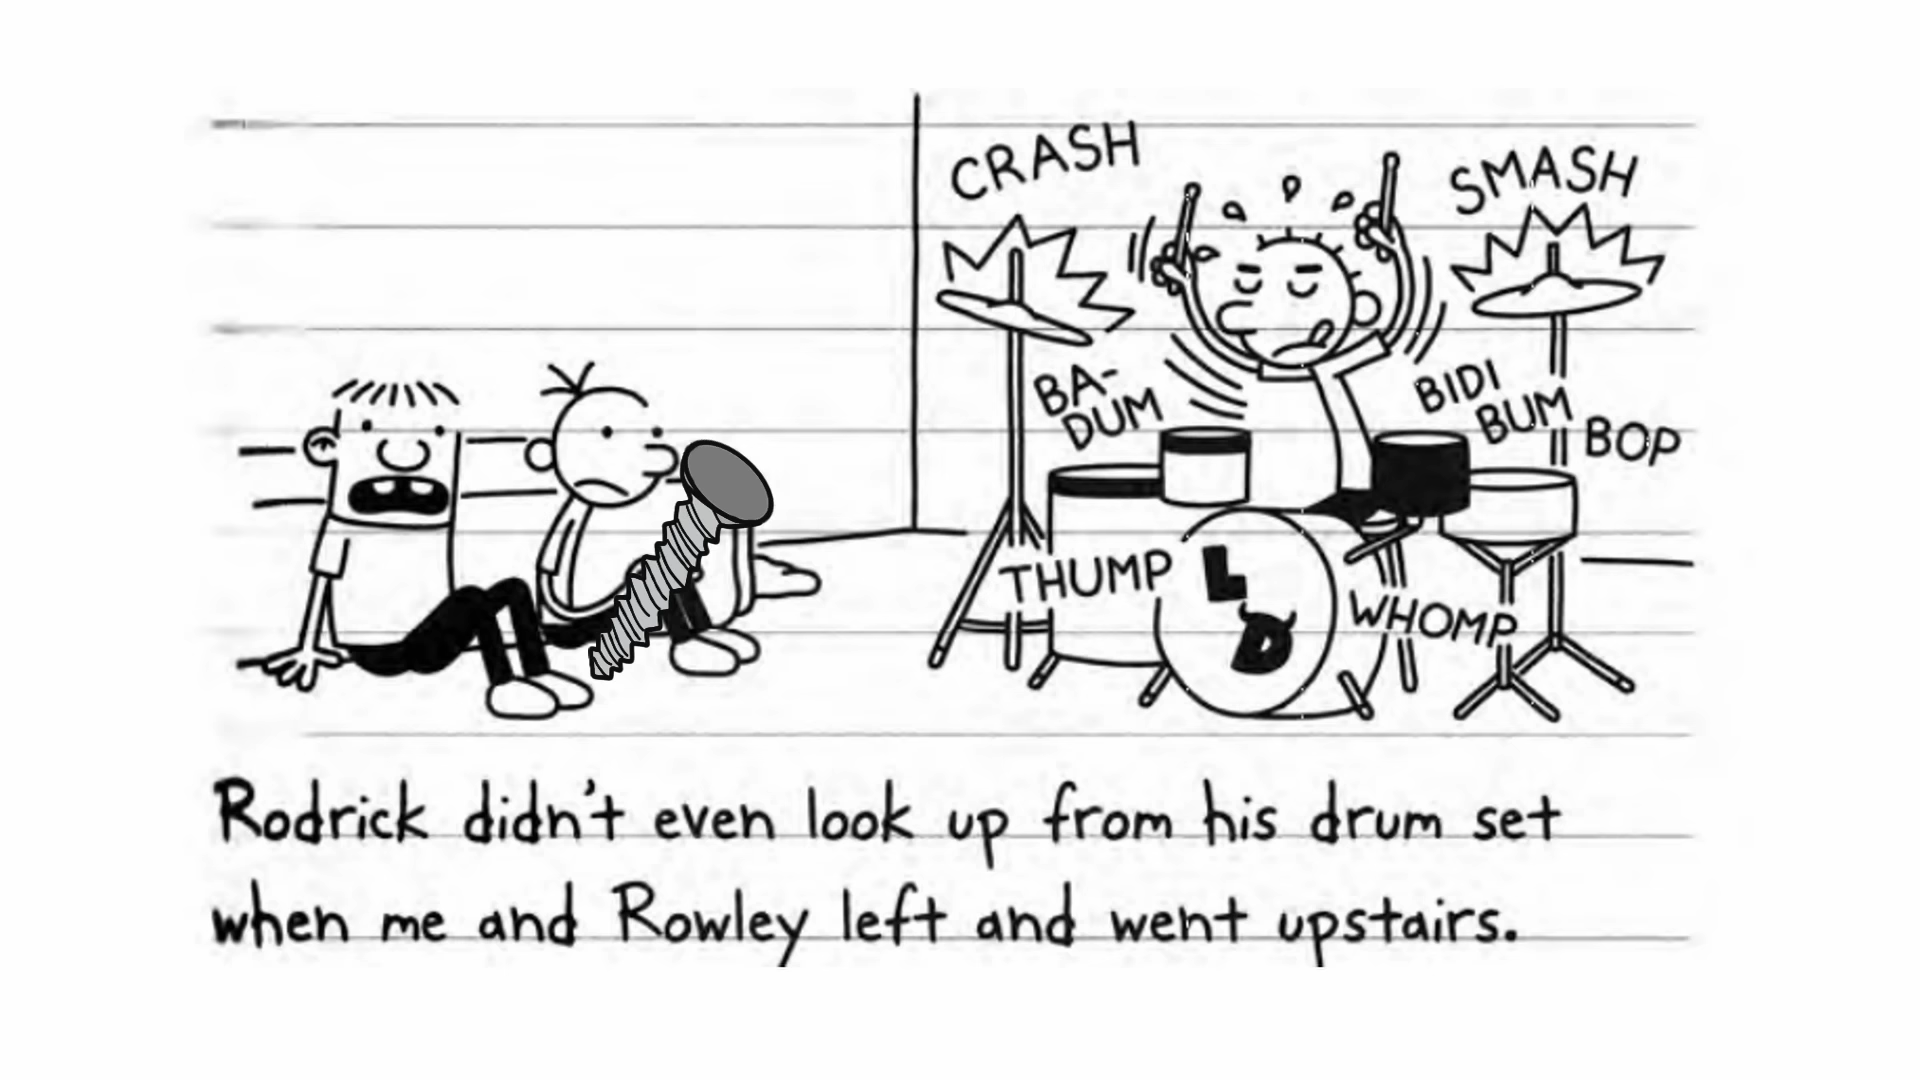 CRASH
SMASH
BA-
DUM
BIDI
BUM
BOP
THUMP
L
D
WHOMP
Rodrick didn't even look up from his drum set
when me and Rowley left and went upstairs.